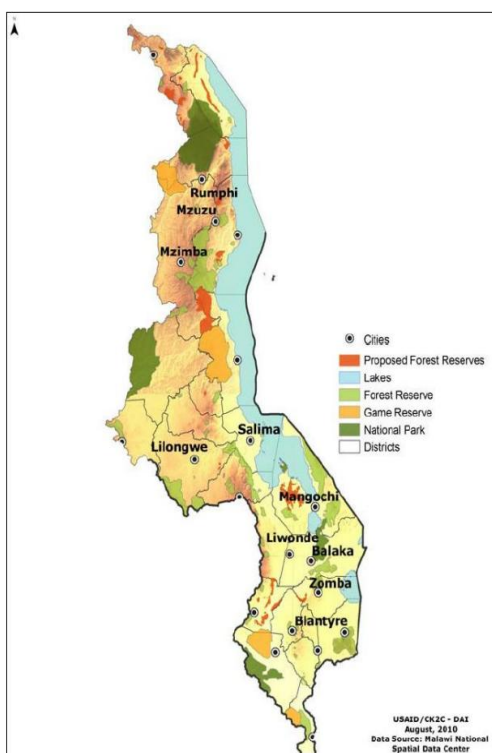 Rumphi
Mzuzu
Mzimba
Cities
Proposed Forest Reserves
Lakes
Forest Reserve
Game Reserve
National Park
Districts
Salima
Lilongwe
Mangochi
Liwonde
Balaka
Zomba
Blantyre
USAID/CK2C - DAI
August, 2010
Data Source: Malawi National
Spatial Data Center